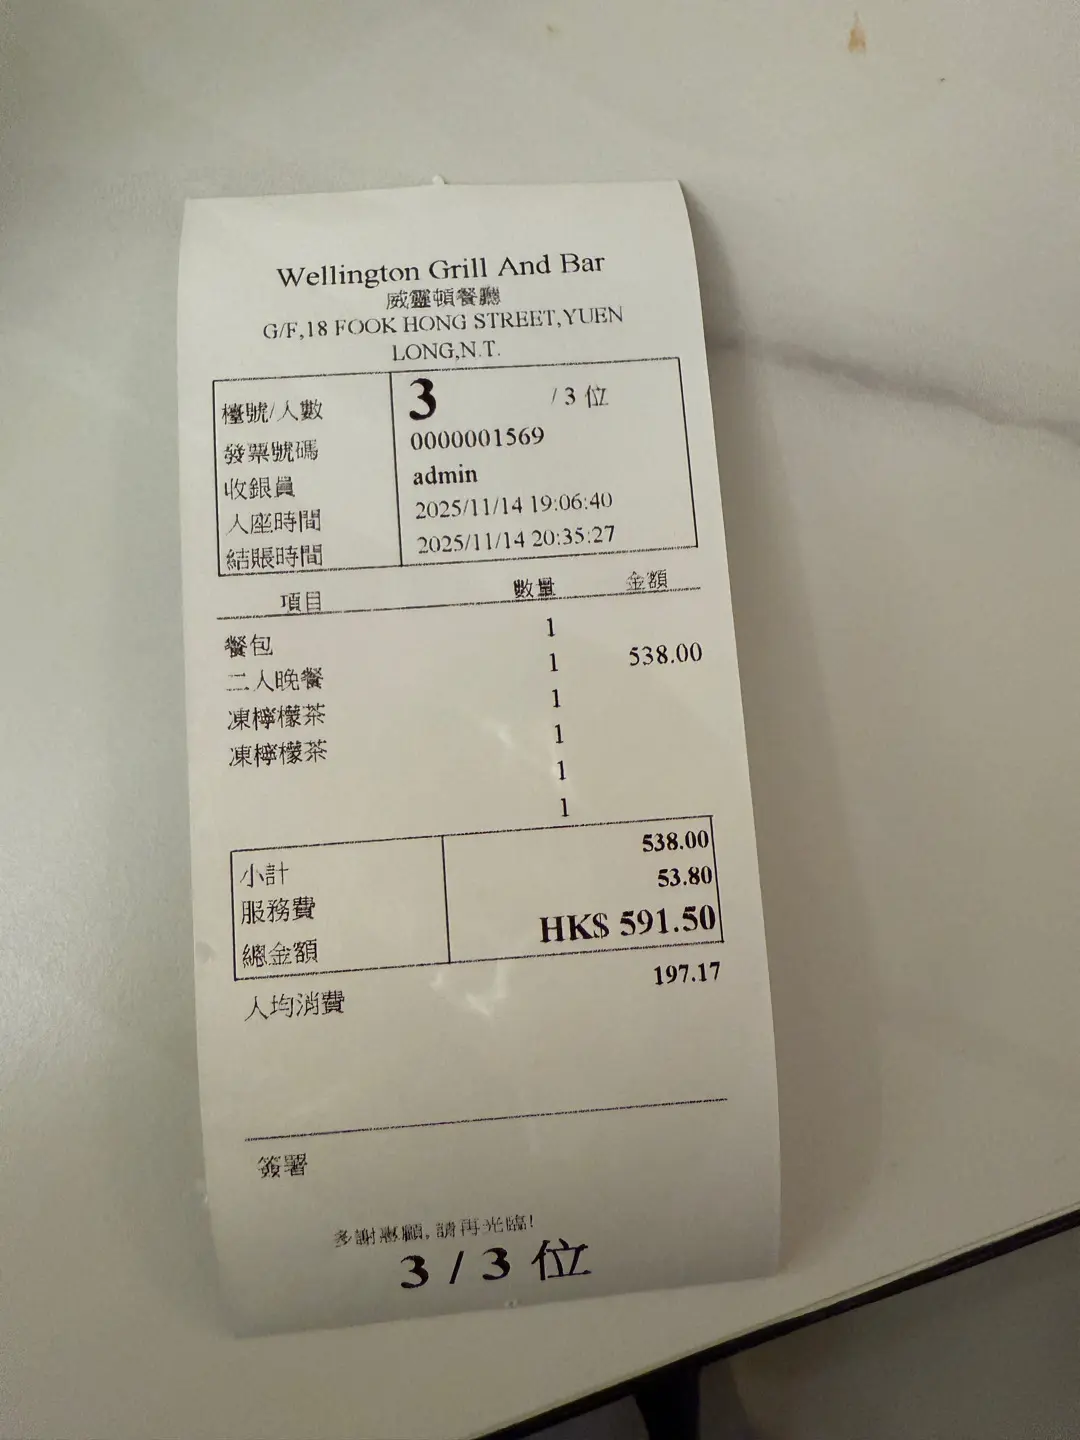 Wellington Grill And Bar
威靈頓餐廳
G/F,18 FOOK HONG STREET,YUEN
LONG,N.T.
檯號/人數 3 / 3 位
發票號碼 0000001569
收銀員 admin
入座時間 2025/11/14 19:06:40
結賬時間 2025/11/14 20:35:27
項目 數量 金額
餐包 1
二人晚餐 1 538.00
凍檸檬茶 1
凍檸檬茶 1
1
1
小計 538.00
服務費 53.80
總金額 HK$ 591.50
人均消費 197.17
簽署
多謝惠顧, 請再光臨!
3 / 3 位